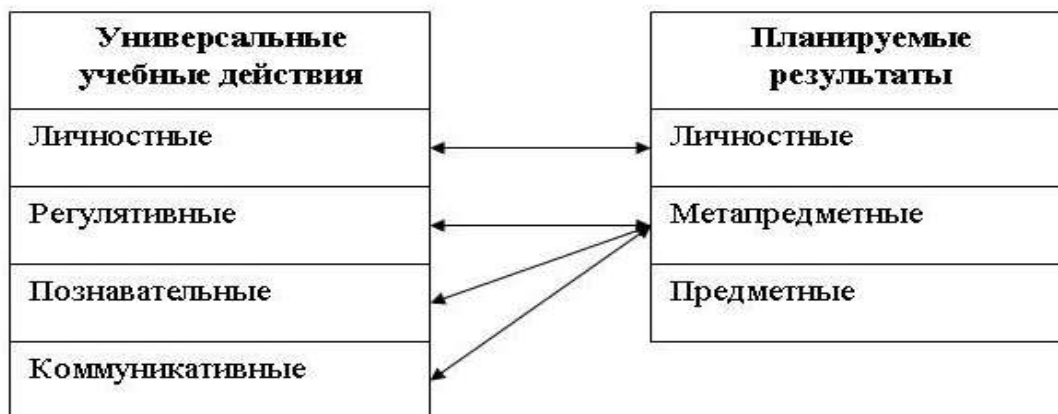 Универсальные
учебные действия
Личностные
Регулятивные
Познавательные
Коммуникативные
Планируемые
результаты
Личностные
Метапредметные
Предметные